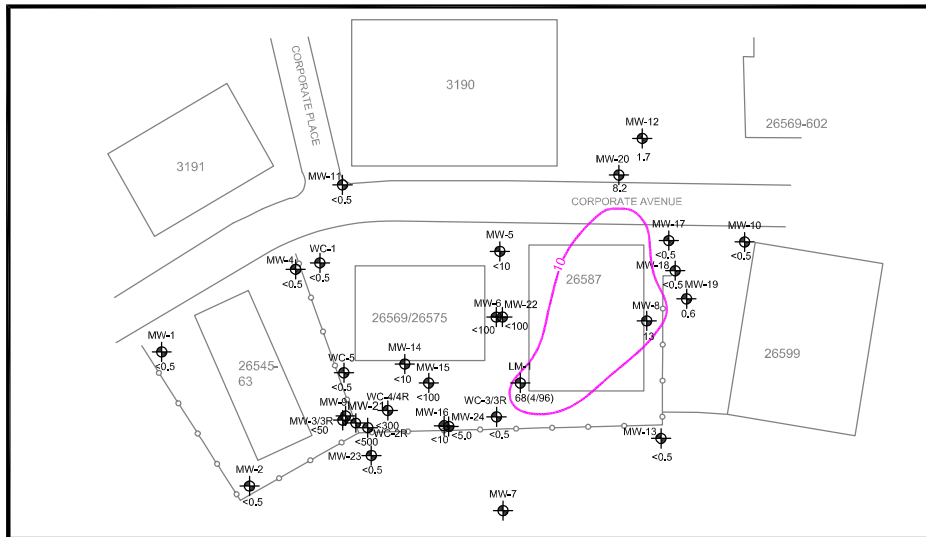 3190
CORPORATE PLACE
26569-602
MW-12
1.7
MW-20
8.2
3191
MW-11
<0.5
CORPORATE AVENUE
MW-17
<0.5
MW-10
<0.5
MW-5
<10
WC-1
<0.5
MW-4
<0.5
10
26587
MW-18
<0.5
MW-19
0.6
MW-6
<100
MW-22
<100
MW-8
13
26569/26575
MW-1
<0.5
26545-
63
MW-14
<10
WC-5
<0.5
MW-15
<100
LM-1
68(4/96)
26599
WC-4/4R
<300
MW-9
MW-21
MW-3/3R
<50
<500
WC-2R
MW-16
<10
MW-24
<5.0
WC-3/3R
<0.5
MW-13
<0.5
MW-23
<0.5
MW-2
<0.5
MW-7